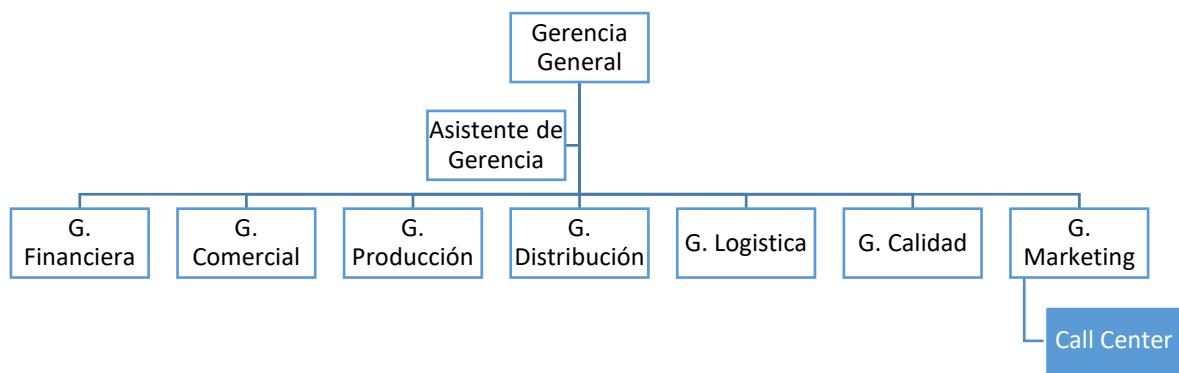 Gerencia
General
Asistente de
Gerencia
G.
Financiera
G.
Comercial
G.
Producción
G.
Distribución
G. Logistica
G. Calidad
G.
Marketing
Call Center